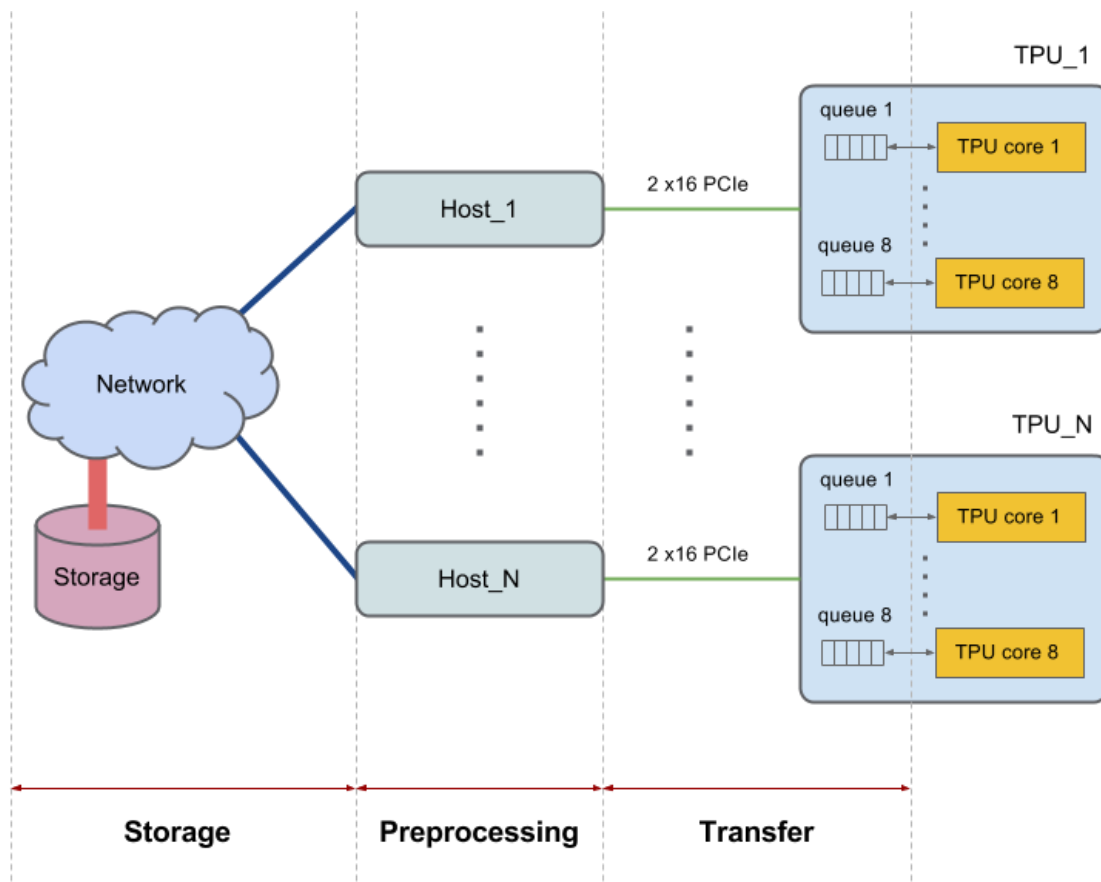 TPU_1
queue 1
TPU core 1
2 x16 PCIe
Host_1
queue 8
TPU core 8
Network
TPU_N
queue 1
TPU core 1
2 x16 PCIe
Host_N
Storage
queue 8
TPU core 8
Storage
Preprocessing
Transfer